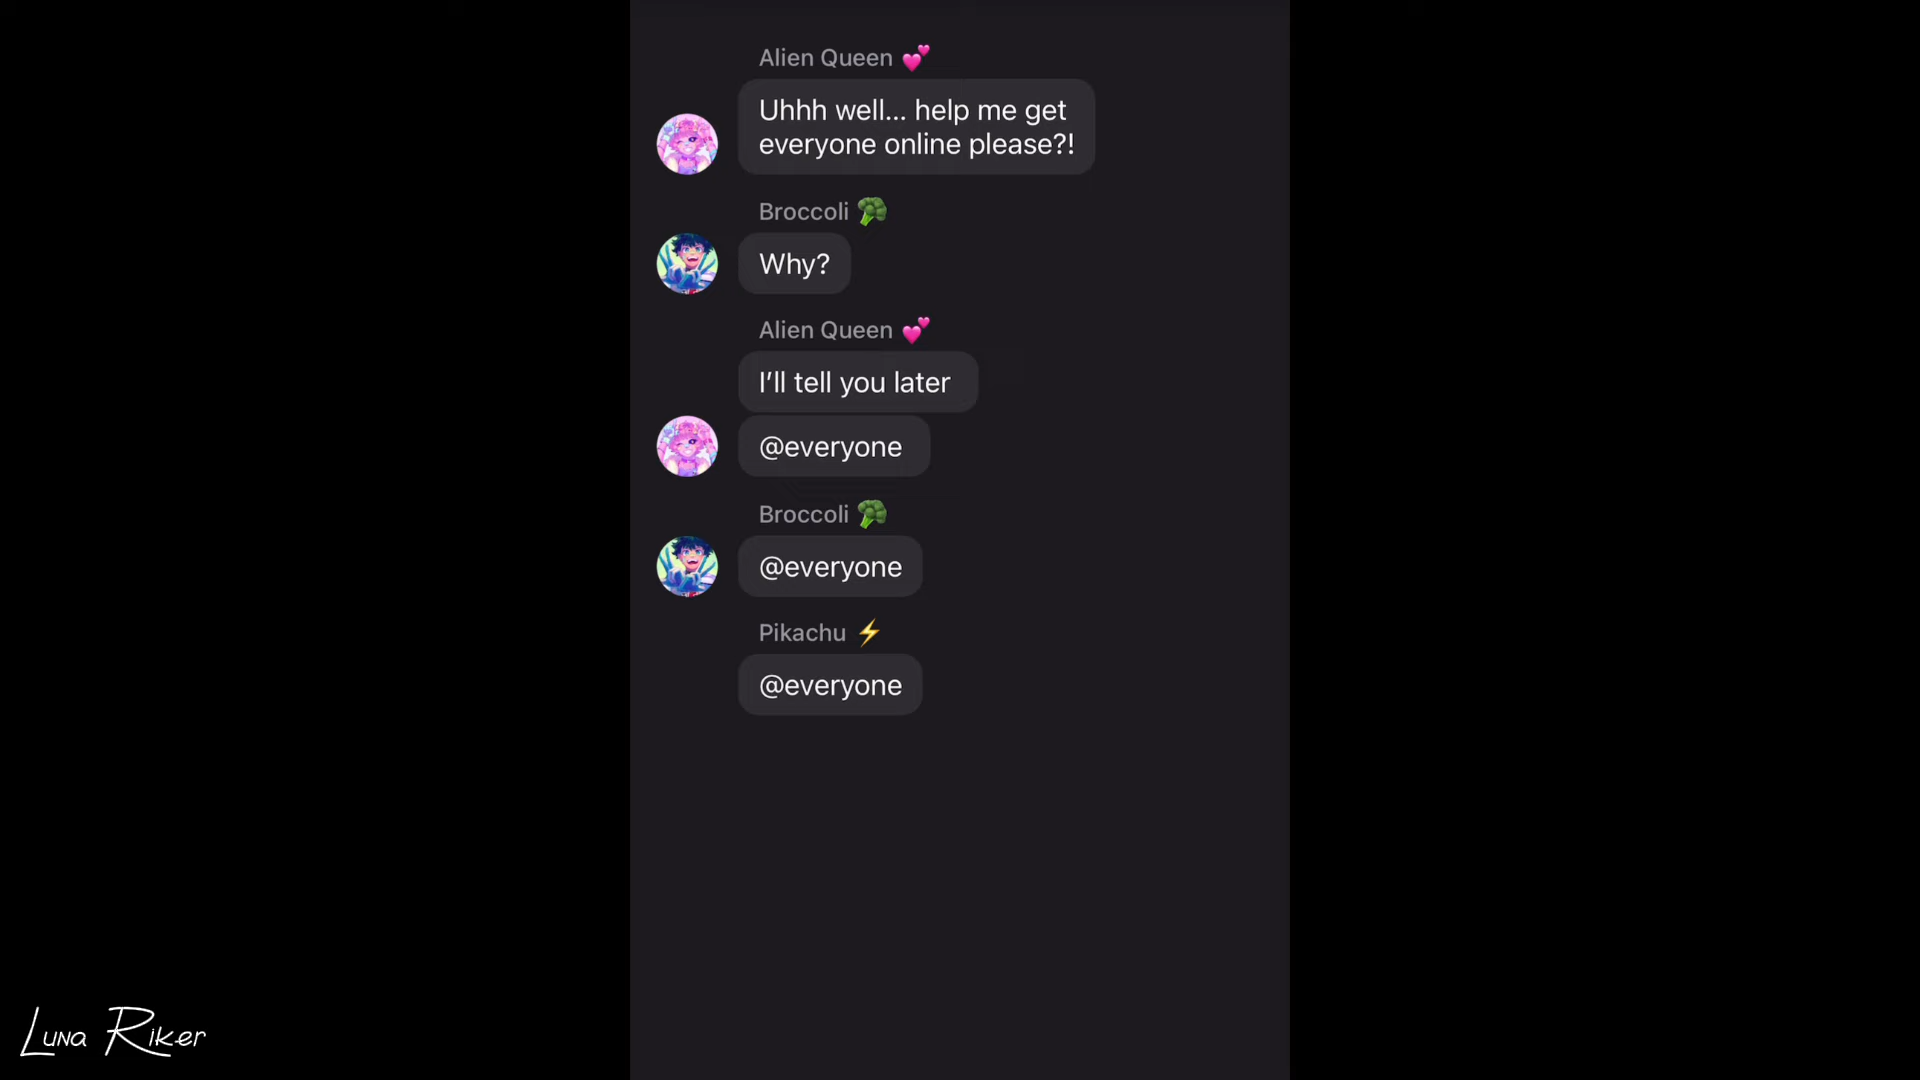 Alien Queen 💕
Uhhh well... help me get
everyone online please?!
Broccoli 🥦
Why?
Alien Queen 💕
I’ll tell you later
@everyone
Broccoli 🥦
@everyone
Pikachu ⚡
@everyone
Luna Riker